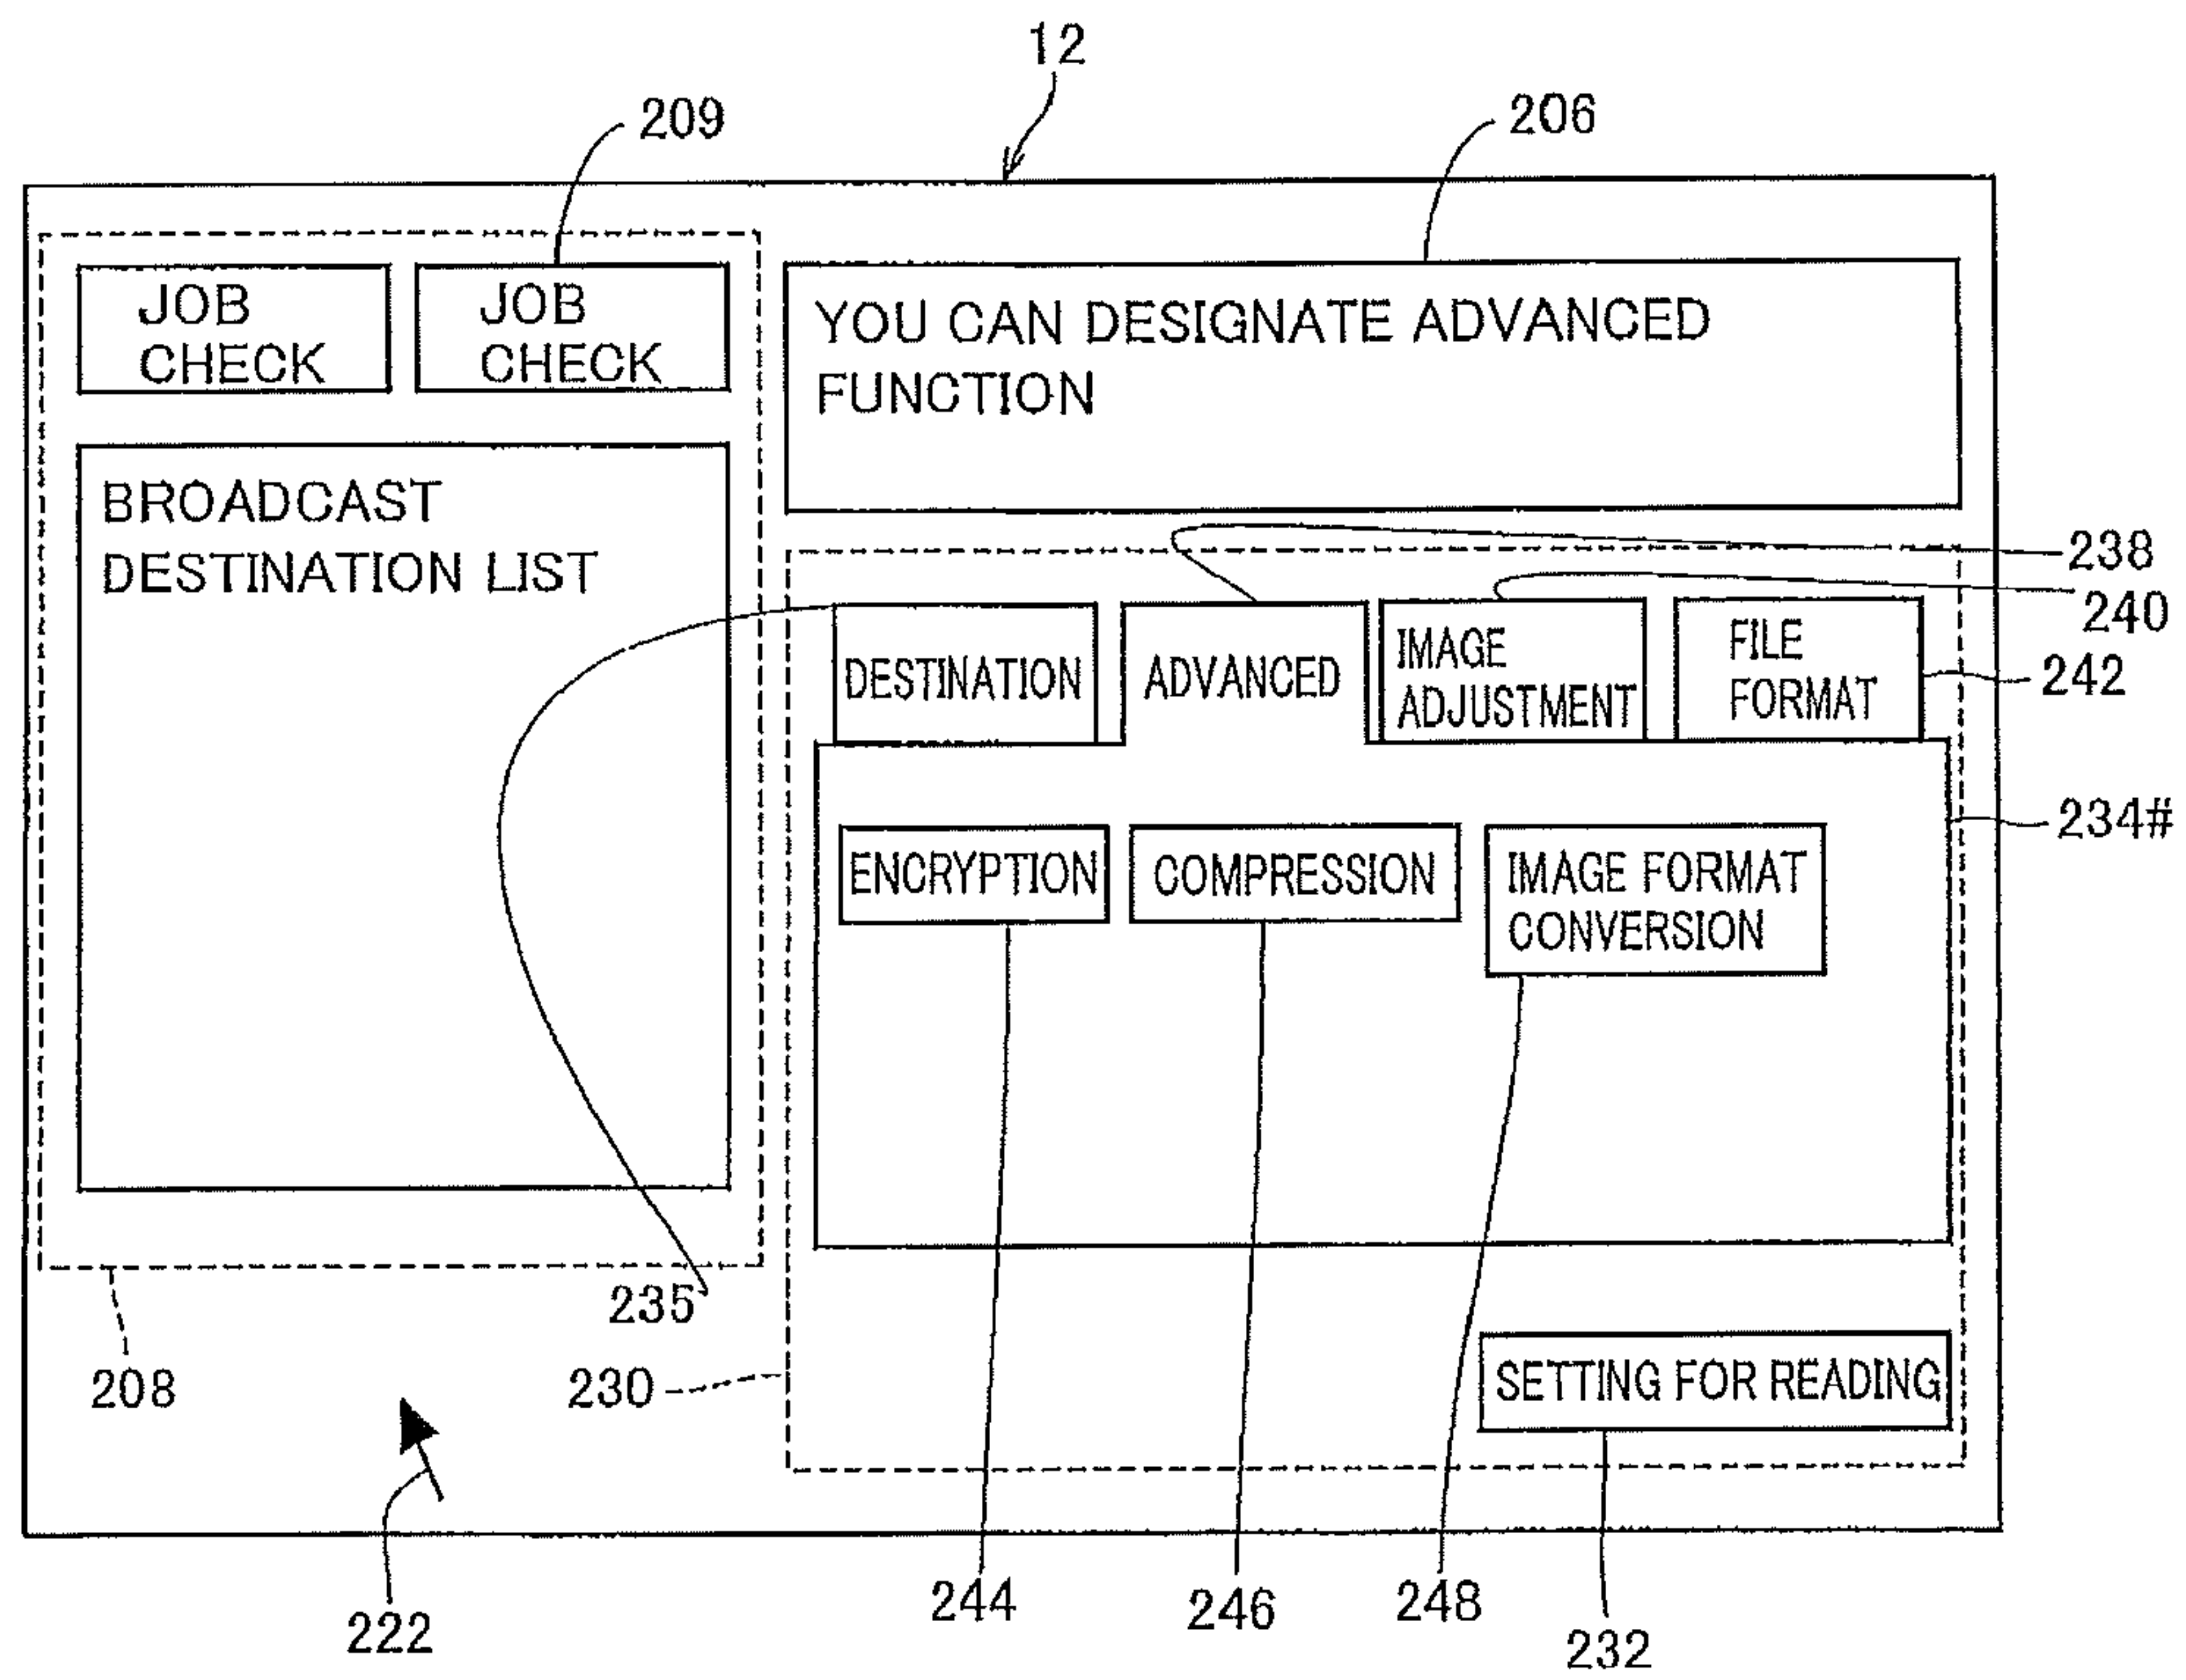 12
209
206
JOB
CHECK
JOB
CHECK
YOU CAN DESIGNATE ADVANCED
FUNCTION
BROADCAST
DESTINATION LIST
238
240
DESTINATION
ADVANCED
IMAGE
ADJUSTMENT
FILE
FORMAT
242
234#
ENCRYPTION
COMPRESSION
IMAGE FORMAT
CONVERSION
235
208
230
SETTING FOR READING
222
244
246
248
232